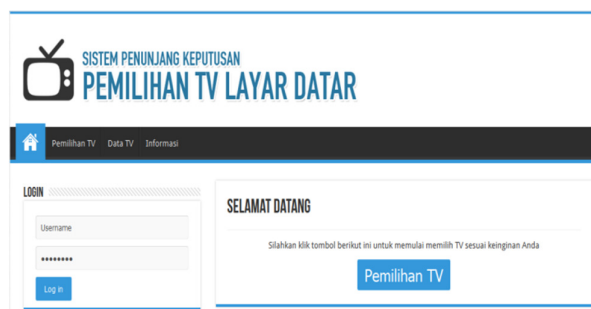 SISTEM PENUNJANG KEPUTUSAN
PEMILIHAN TV LAYAR DATAR
Pemilihan TV Data TV Informasi
LOGIN
Username
••••••••
Log in
SELAMAT DATANG
Silahkan klik tombol berikut ini untuk memulai memilih TV sesuai keinginan Anda
Pemilihan TV